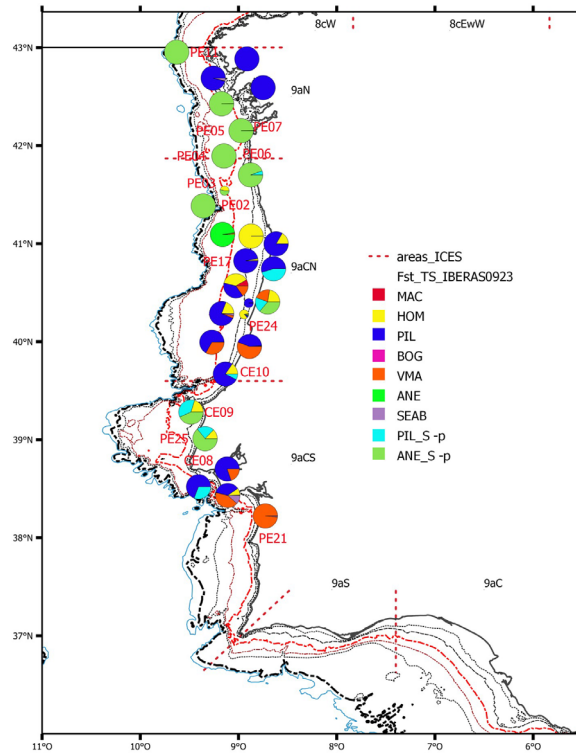 8cW
8cEwW
43°N
PE11
9aN
PE05
PE07
42°N
PE04
PE06
PE03
PE02
41°N
PE17
9aCN
areas_ICES
Fst_TS_IBERAS0923
MAC
HOM
PE24
PIL
40°N
BOG
VMA
CE10
ANE
SEAB
CE09
PIL_S -p
39°N
PE25
9aCS
ANE_S -p
CE08
38°N
PE21
9aS
9aC
37°N
11°O
10°O
9°O
8°O
7°O
6°O